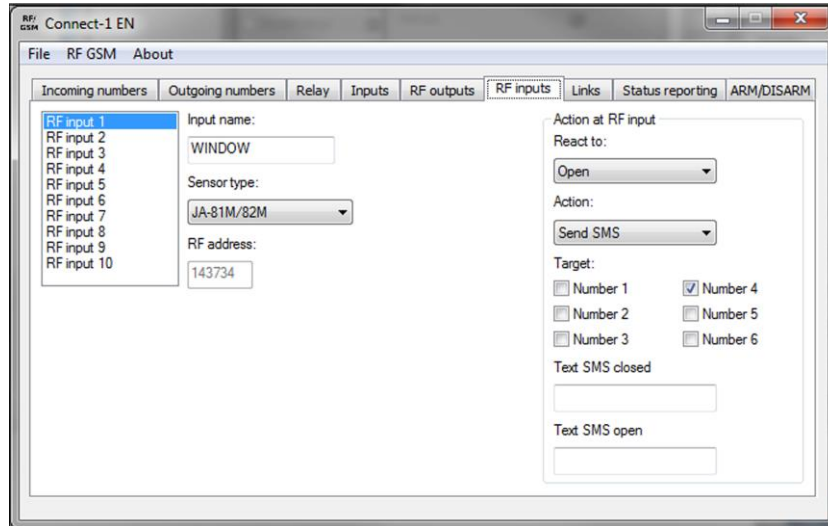 RF/
GSM Connect-1 EN
File RF GSM About
Incoming numbers Outgoing numbers Relay Inputs RF outputs RF inputs Links Status reporting ARM/DISARM
RF input 1
RF input 2
RF input 3
RF input 4
RF input 5
RF input 6
RF input 7
RF input 8
RF input 9
RF input 10
Input name:
WINDOW
Sensor type:
JA-81M/82M
RF address:
143734
Action at RF input
React to:
Open
Action:
Send SMS
Target:
Number 1 Number 4
Number 2 Number 5
Number 3 Number 6
Text SMS closed
Text SMS open